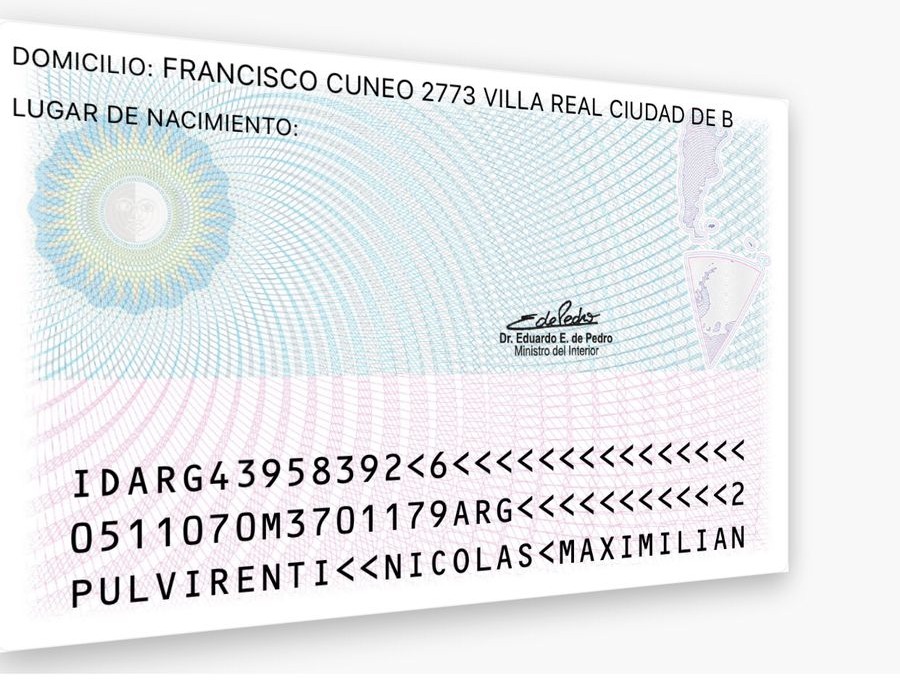 DOMICILIO: FRANCISCO CUNEO 2773 VILLA REAL CIUDAD DE B
LUGAR DE NACIMIENTO:
EdePedro
Dr. Eduardo E. de Pedro
Ministro del Interior
IDARG43958392<6<<<<<<<<<<<<<<<
0511070M3701179ARG<<<<<<<<<<<2
PULVIRENTI<<NICOLAS<MAXIMILIAN